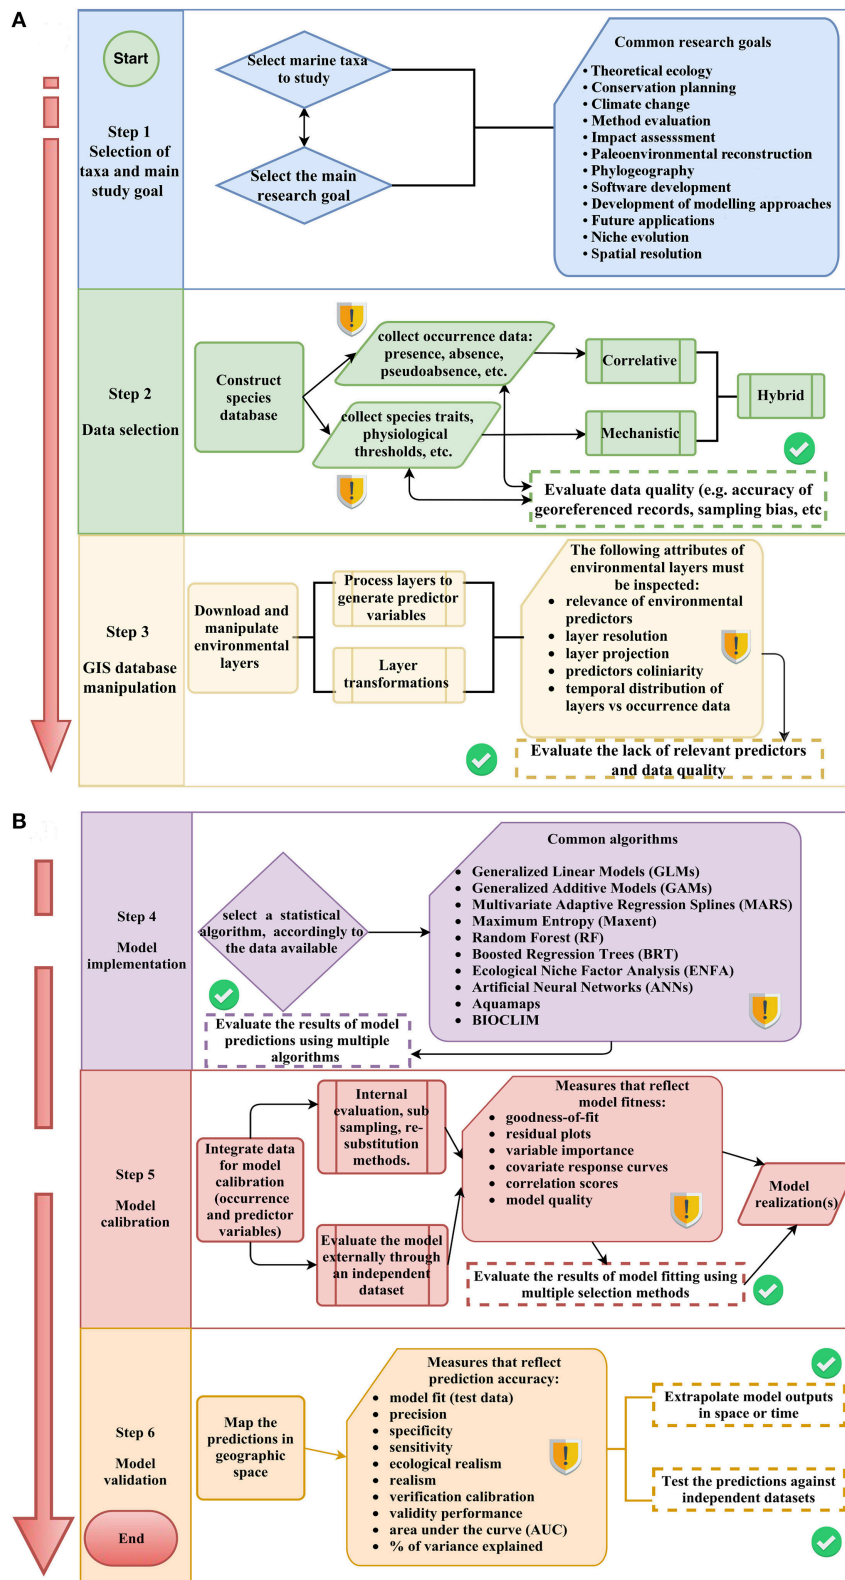 A
Start
Step 1
Selection of
taxa and main
study goal
Select marine taxa
to study
Select the main
research goal
Common research goals
• Theoretical ecology
• Conservation planning
• Climate change
• Method evaluation
• Impact assesssment
• Paleoenvironmental reconstruction
• Phylogeography
• Software development
• Development of modelling approaches
• Future applications
• Niche evolution
• Spatial resolution
Step 2
Data selection
Construct
species
database
collect occurrence data:
presence, absence,
pseudoabsence, etc.
collect species traits,
physiological
thresholds, etc.
Correlative
Mechanistic
Hybrid
Evaluate data quality (e.g. accuracy of
georeferenced records, sampling bias, etc
Step 3
GIS database
manipulation
Download and
manipulate
environmental
layers
Process layers to
generate predictor
variables
Layer
transformations
The following attributes of
environmental layers must
be inspected:
• relevance of environmental
predictors
• layer resolution
• layer projection
• predictors coliniarity
• temporal distribution of
layers vs occurrence data
Evaluate the lack of relevant predictors
and data quality
B
Step 4
Model
implementation
select a statistical
algorithm, accordingly to
the data available
Common algorithms
• Generalized Linear Models (GLMs)
• Generalized Additive Models (GAMs)
• Multivariate Adaptive Regression Splines (MARS)
• Maximum Entropy (Maxent)
• Random Forest (RF)
• Boosted Regression Trees (BRT)
• Ecological Niche Factor Analysis (ENFA)
• Artificial Neural Networks (ANNs)
• Aquamaps
• BIOCLIM
Evaluate the results of model
predictions using multiple
algorithms
Step 5
Model
calibration
Integrate data
for model
calibration
(occurrence
and predictor
variables)
Internal
evaluation, sub
sampling, re-
substitution
methods.
Evaluate the model
externally through
an independent
dataset
Measures that reflect
model fitness:
• goodness-of-fit
• residual plots
• variable importance
• covariate response curves
• correlation scores
• model quality
Model
realization(s)
Evaluate the results of model fitting using
multiple selection methods
Step 6
Model
validation
End
Map the
predictions in
geographic
space
Measures that reflect
prediction accuracy:
• model fit (test data)
• precision
• specificity
• sensitivity
• ecological realism
• realism
• verification calibration
• validity performance
• area under the curve (AUC)
• % of variance explained
Extrapolate model outputs
in space or time
Test the predictions against
independent datasets